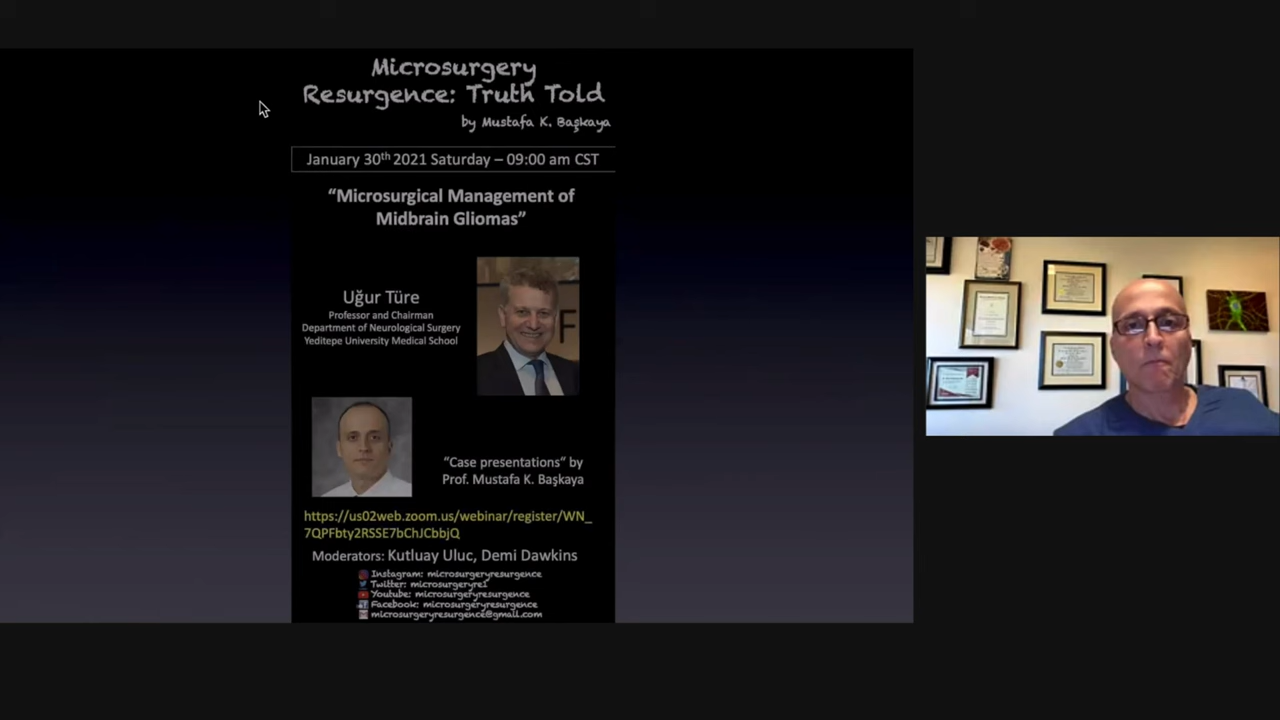 Microsurgery
Resurgence: Truth Told
by Mustafa K. Başkaya
January 30th 2021 Saturday – 09:00 am CST
“Microsurgical Management of
Midbrain Gliomas”
Uğur Türe
Professor and Chairman
Department of Neurological Surgery
Yeditepe University Medical School
F
“Case presentations“ by
Prof. Mustafa K. Başkaya
https://us02web.zoom.us/webinar/register/WN_
7QPFbty2RSSE7bChJCbbjQ
Moderators: Kutluay Uluc, Demi Dawkins
Instagram: microsurgeryresurgence
Twitter: microsurgeryre1
Youtube: microsurgeryresurgence
Facebook: microsurgeryresurgence
microsurgeryresurgence@gmail.com